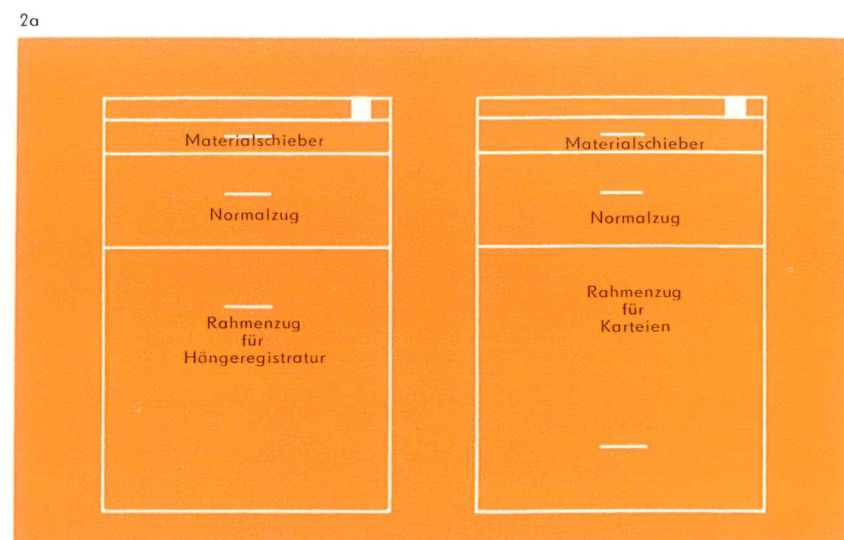 2a
Materialschieber
Normalzug
Rahmenzug
für
Hängeregistratur
Materialschieber
Normalzug
Rahmenzug
für
Karteien